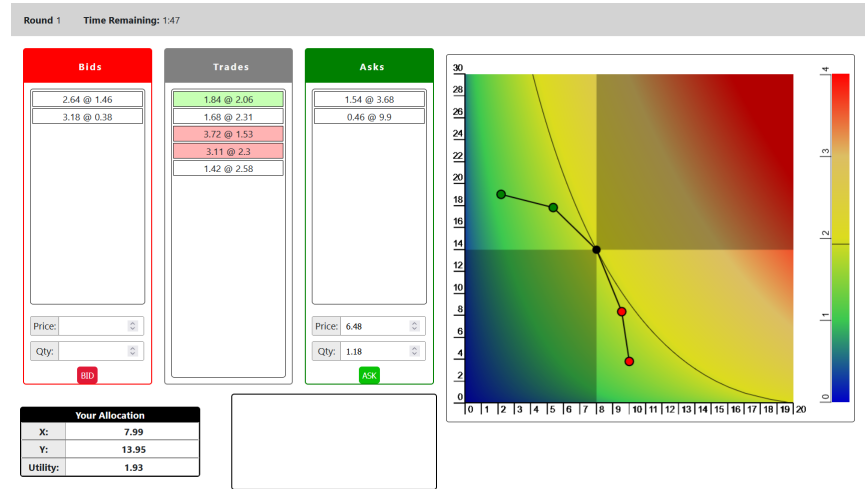 Round 1 Time Remaining: 1:47
Bids
2.64 @ 1.46
3.18 @ 0.38
Price:
Qty:
BID
Trades
1.84 @ 2.06
1.68 @ 2.31
3.72 @ 1.53
3.11 @ 2.3
1.42 @ 2.58
Asks
1.54 @ 3.68
0.46 @ 9.9
Price: 6.48
Qty: 1.18
ASK
30
28
26
24
22
20
18
16
14
12
10
8
6
4
2
0
0 1 2 3 4 5 6 7 8 9 10 11 12 13 14 15 16 17 18 19 20
4
3
2
1
0
Your Allocation
X: 7.99
Y: 13.95
Utility: 1.93